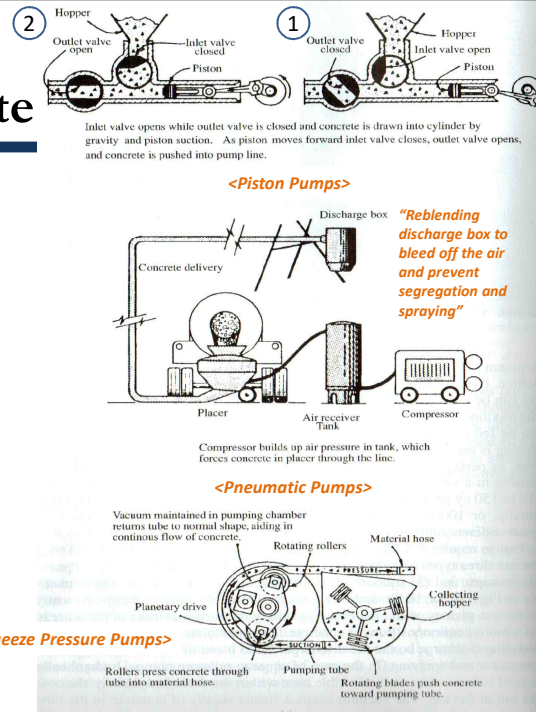 2
1
Hopper
Outlet valve
open
Inlet valve
closed
Piston
Hopper
Outlet valve
closed
Inlet valve open
Piston
te
Inlet valve opens while outlet valve is closed and concrete is drawn into cylinder by
gravity and piston suction. As piston moves forward inlet valve closes, outlet valve opens,
and concrete is pushed into pump line.
<Piston Pumps>
Discharge box
“Reblending
discharge box to
bleed off the air
and prevent
segregation and
spraying”
Concrete delivery
Placer
Air receiver
Tank
Compressor
Compressor builds up air pressure in tank, which
forces concrete in placer through the line.
<Pneumatic Pumps>
Vacuum maintained in pumping chamber
returns tube to normal shape, aiding in
continous flow of concrete.
Rotating rollers
Material hose
PRESSURE
Planetary drive
Collecting
hopper
SUCTION
ueeze Pressure Pumps>
Rollers press concrete through
tube into material hose.
Pumping tube
Rotating blades push concrete
toward pumping tube.